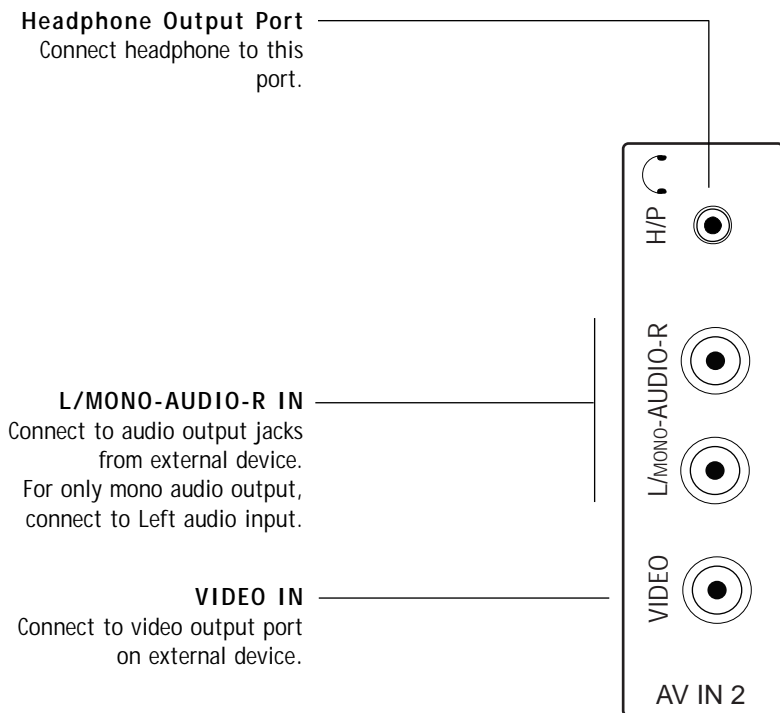 Headphone Output Port
Connect headphone to this
port.
H/P
L/MONO-AUDIO-R
L/MONO-AUDIO-R IN
Connect to audio output jacks
from external device.
For only mono audio output,
connect to Left audio input.
VIDEO
VIDEO IN
Connect to video output port
on external device.
AV IN 2